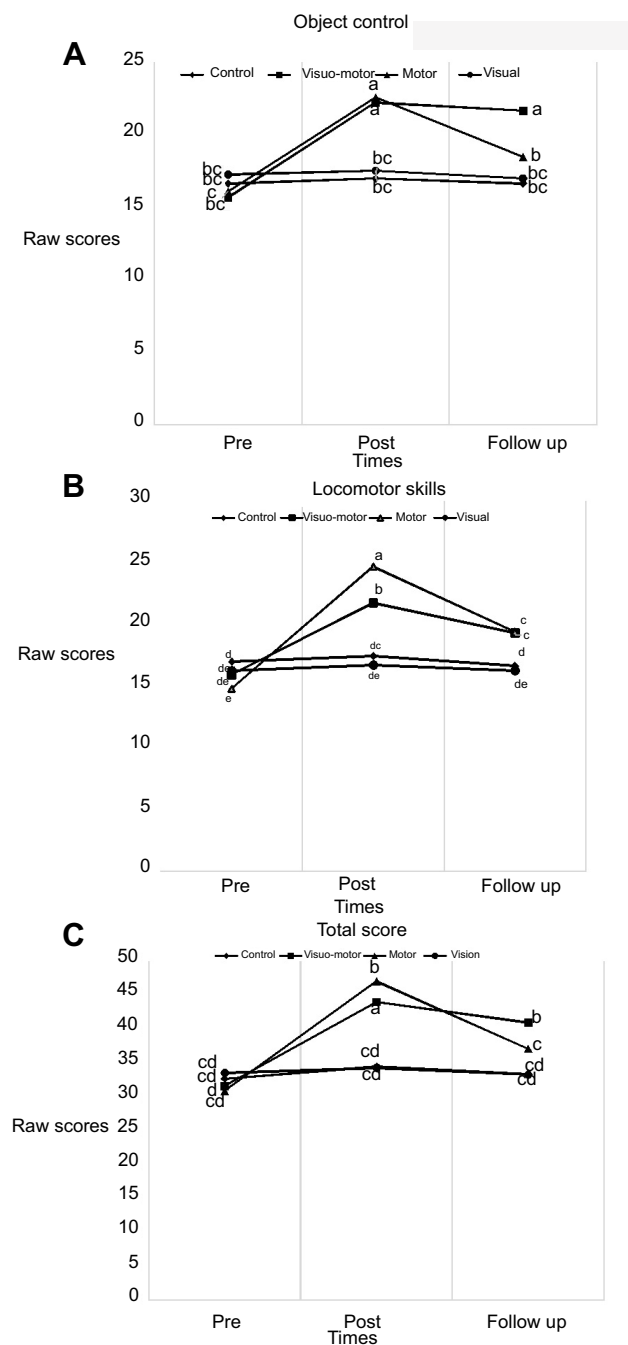 Object control
A
25
Control Visuo-motor Motor Visual
a
a
a
20
bc
bc
bc
b
bc
c
bc
bc
bc
15
Raw scores
10
5
0
Pre Post Follow up
Times
B
30
Locomotor skills
Control Visuo-motor Motor Visual
25
a
b
20
c
c
Raw scores
d
dc
d
de
de
de
de
15
e
10
5
0
Pre Post Follow up
Times
C
Total score
50
Control Visuo-motor Motor Vision
b
45
a
b
40
c
35
cd
cd
cd
cd
cd
cd
d
30
cd
Raw scores
25
20
15
10
5
0
Pre Post Follow up
Times